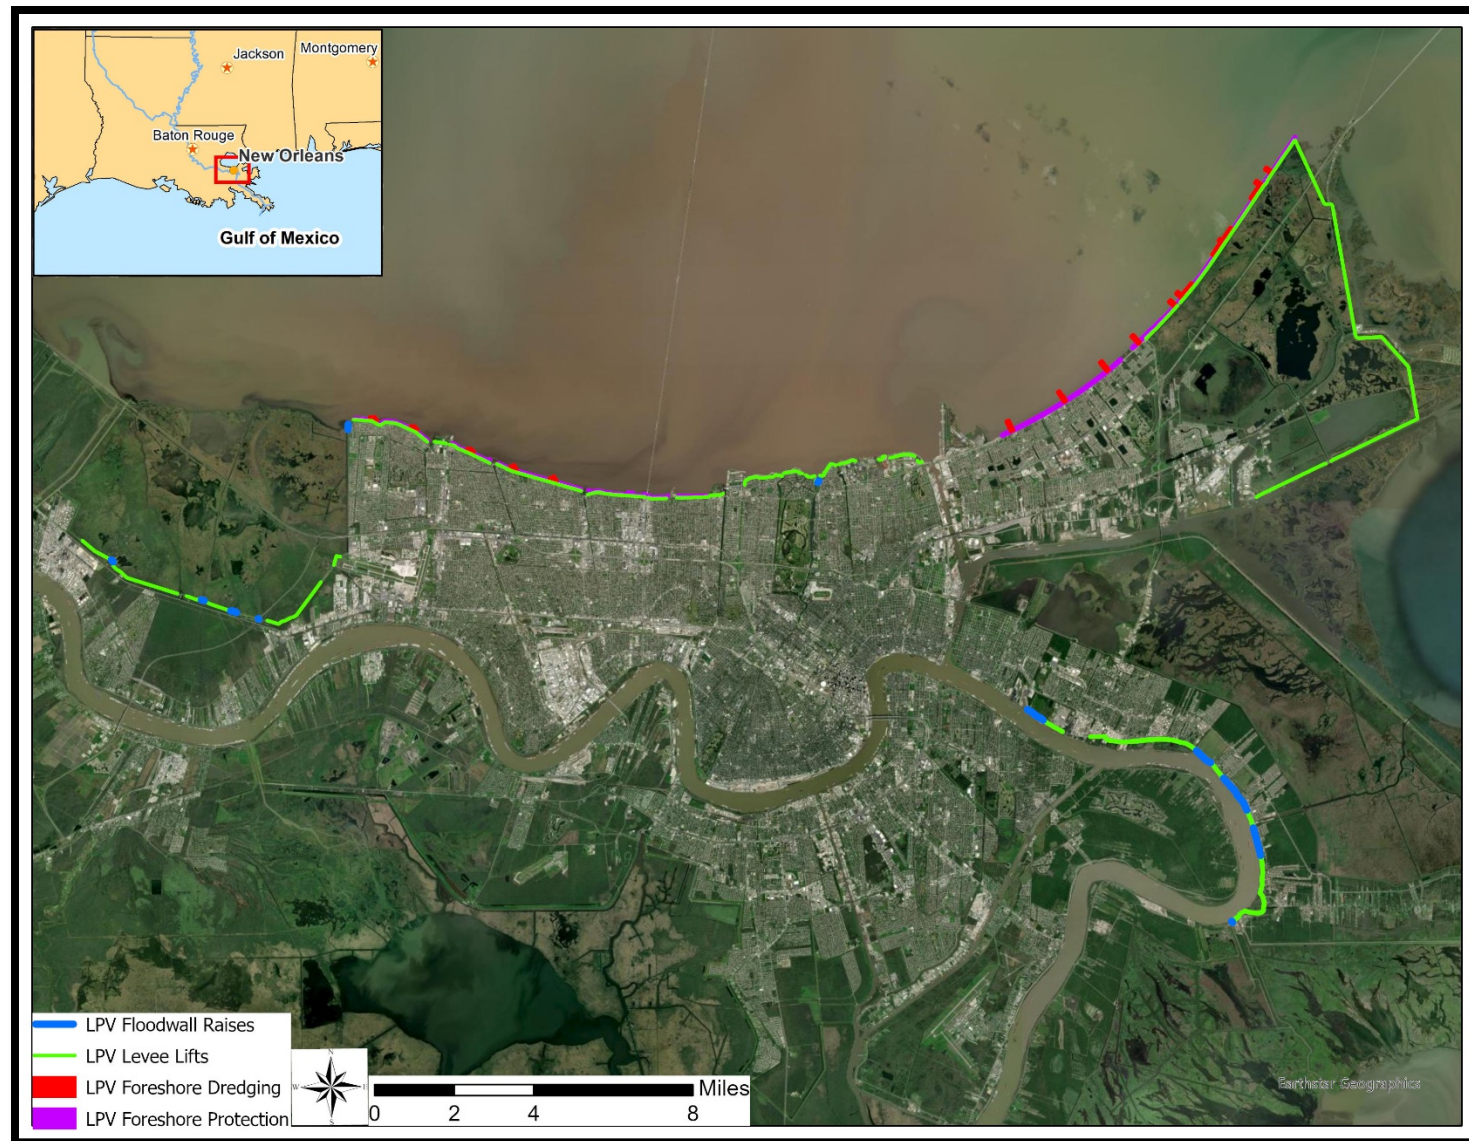 Jackson
Montgomery
Baton Rouge
New Orleans
Gulf of Mexico
LPV Floodwall Raises
LPV Levee Lifts
LPV Foreshore Dredging
LPV Foreshore Protection
N
W
E
S
Miles
0 2 4 8
Earthstar Geographics